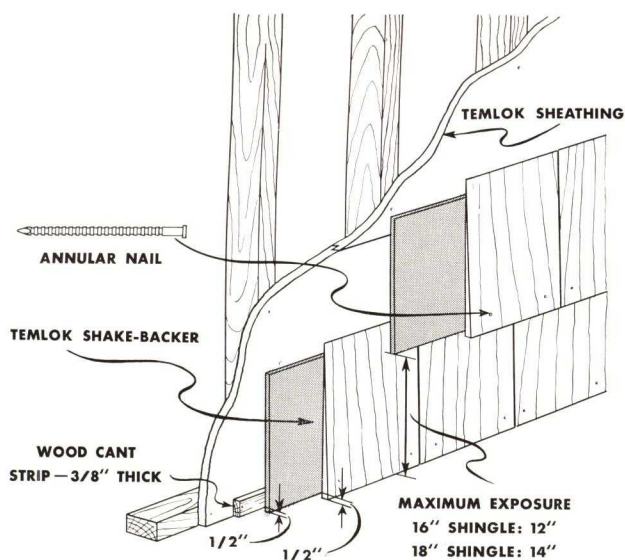 TEMLOK SHEATHING
ANNULAR NAIL
TEMLOK SHAKE-BACKER
WOOD CANT
STRIP — 3/8" THICK
1/2"
1/2"
MAXIMUM EXPOSURE
16" SHINGLE: 12"
18" SHINGLE: 14"